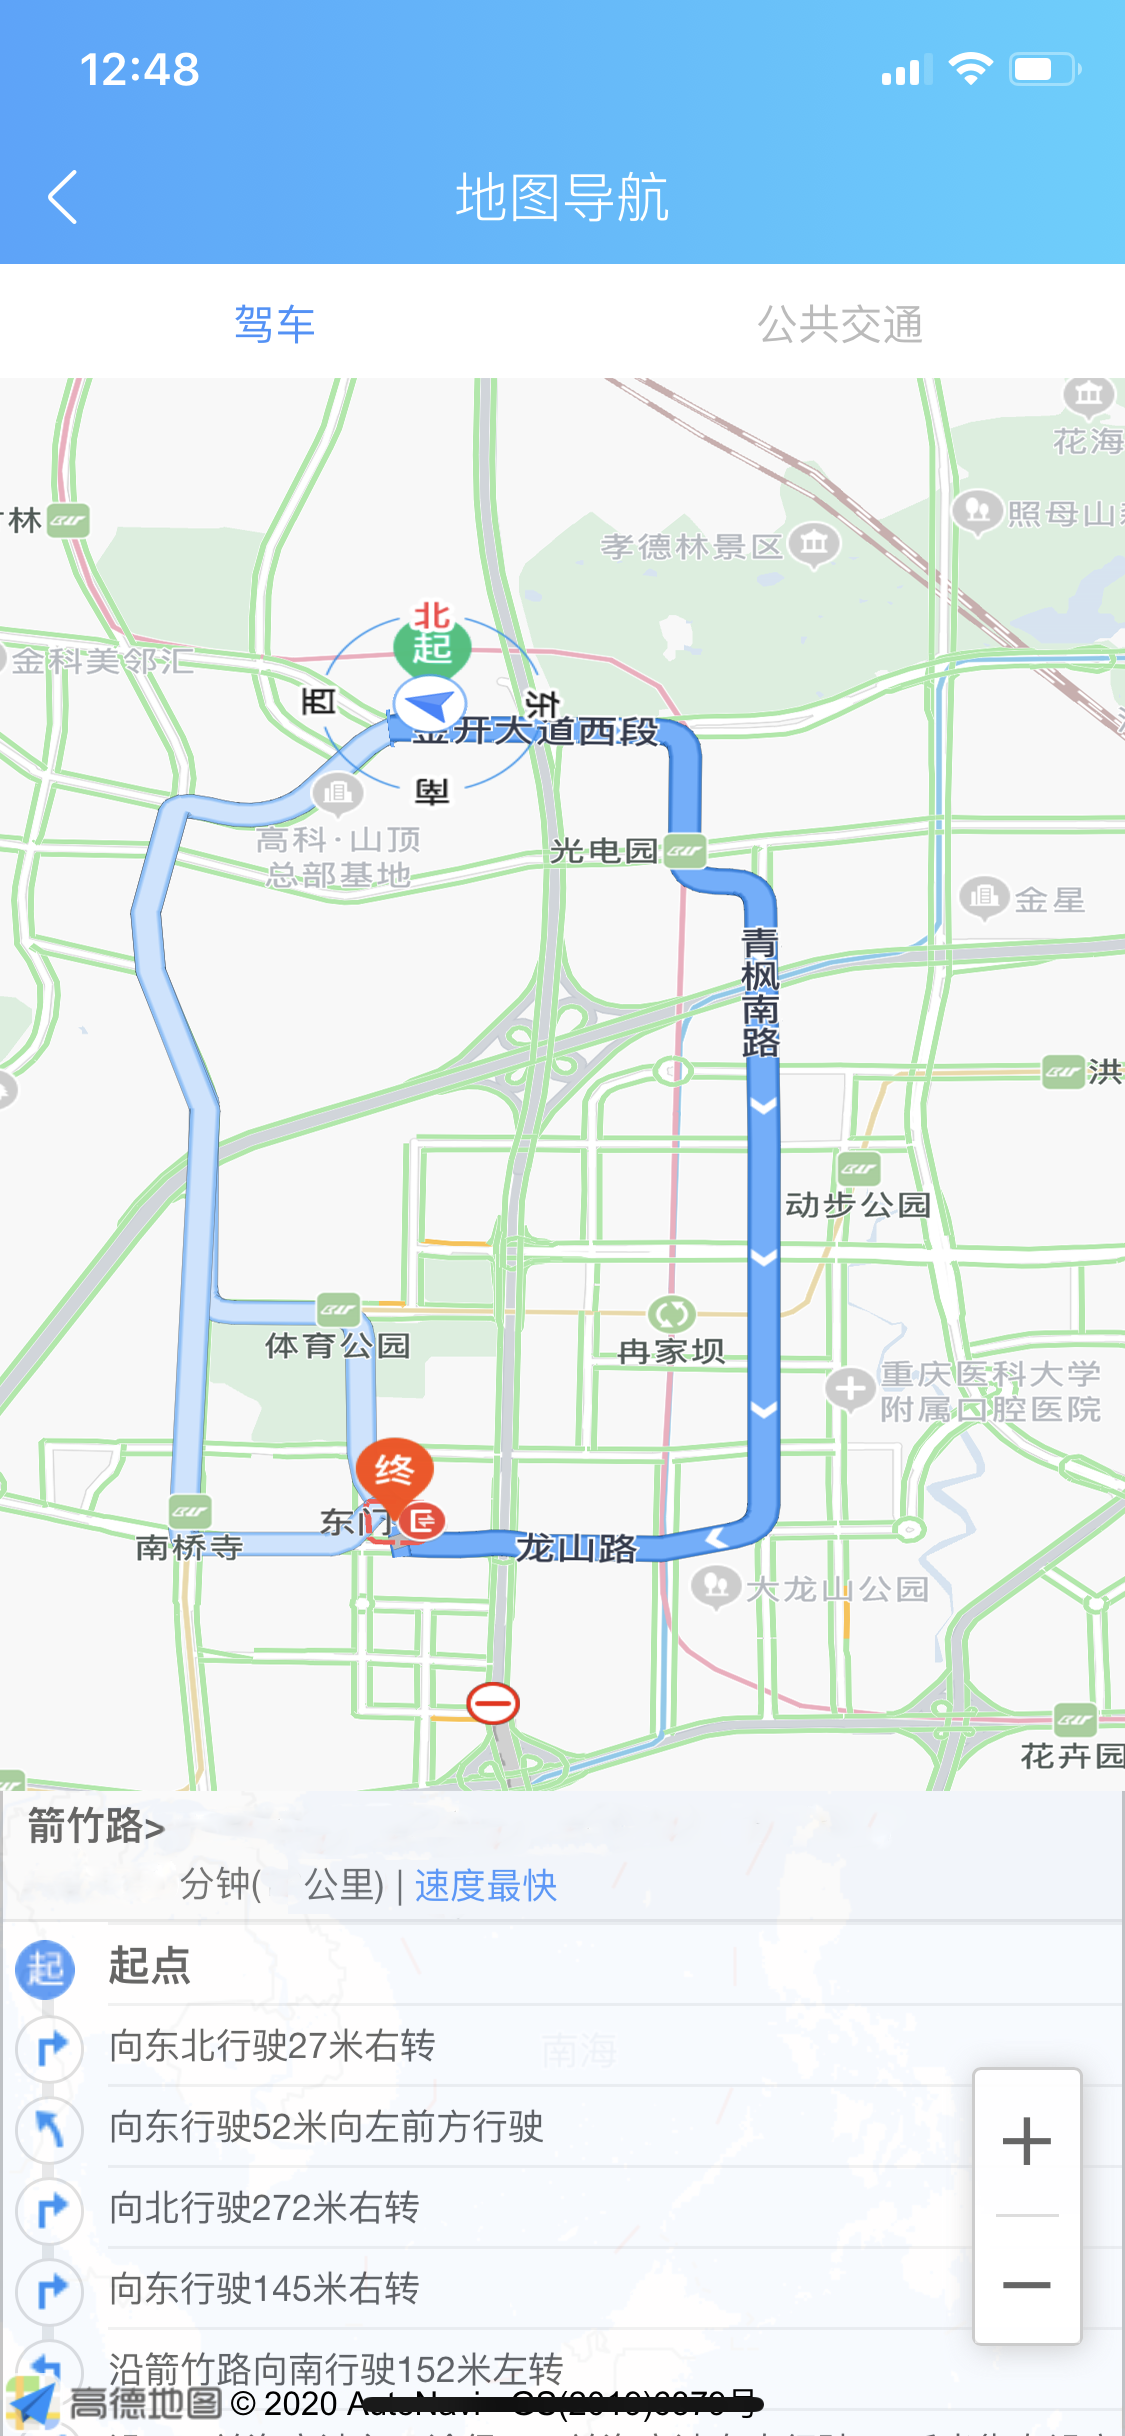 12:48
地图导航
驾车
公共交通
花海
林
照母山
孝德林景区
北
起
金科美邻汇
西
东
金开大道西段
南
高科·山顶
总部基地
光电园
金星
青枫南路
洪
动步公园
体育公园
冉家坝
重庆医科大学
附属口腔医院
终
东门
南桥寺
龙山路
大龙山公园
花卉园
箭竹路>
分钟( 公里) | 速度最快
起
起点
向东北行驶27米右转
南海
向东行驶52米向左前方行驶
向北行驶272米右转
向东行驶145米右转
沿箭竹路向南行驶152米左转
高德地图 © 2020